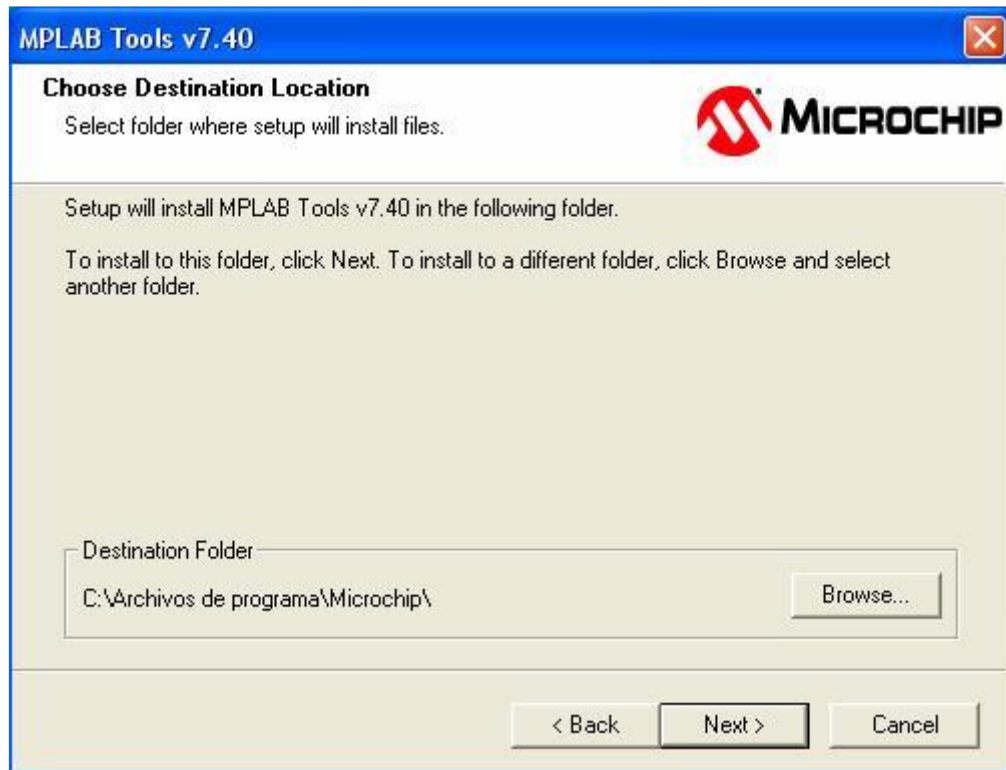 MPLAB Tools v7.40
Choose Destination Location
Select folder where setup will install files.
MICROCHIP
Setup will install MPLAB Tools v7.40 in the following folder.
To install to this folder, click Next. To install to a different folder, click Browse and select
another folder.
Destination Folder
C:\Archivos de programa\Microchip\
Browse...
< Back
Next >
Cancel